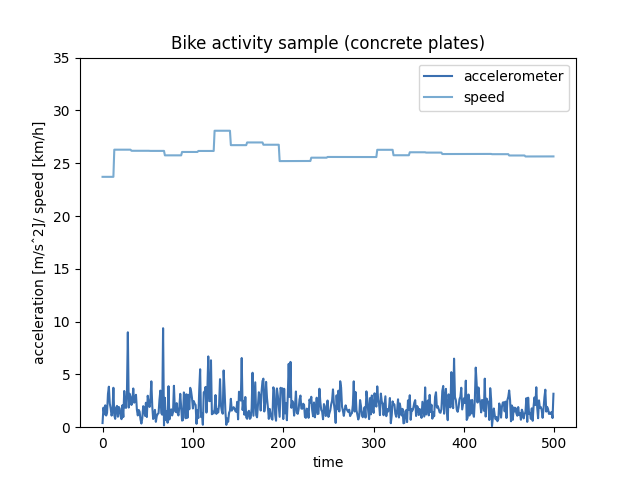 Bike activity sample (concrete plates)
accelerometer
speed
acceleration [m/sˆ2]/ speed [km/h]
35
30
25
20
15
10
5
0
0
100
200
300
400
500
time